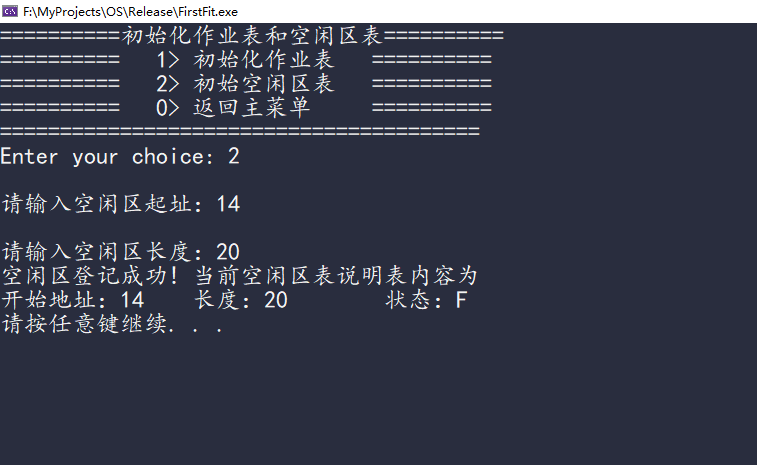 F:\MyProjects\OS\Release\FirstFit.exe
==========初始化作业表和空闲区表==========
==========   1> 初始化作业表   ==========
==========   2> 初始空闲区表   ==========
==========   0> 返回主菜单     ==========
========================================
Enter your choice: 2
请输入空闲区起址：14
请输入空闲区长度：20
空闲区登记成功！当前空闲区表说明表内容为
开始地址：14    长度：20        状态：F
请按任意键继续. . .